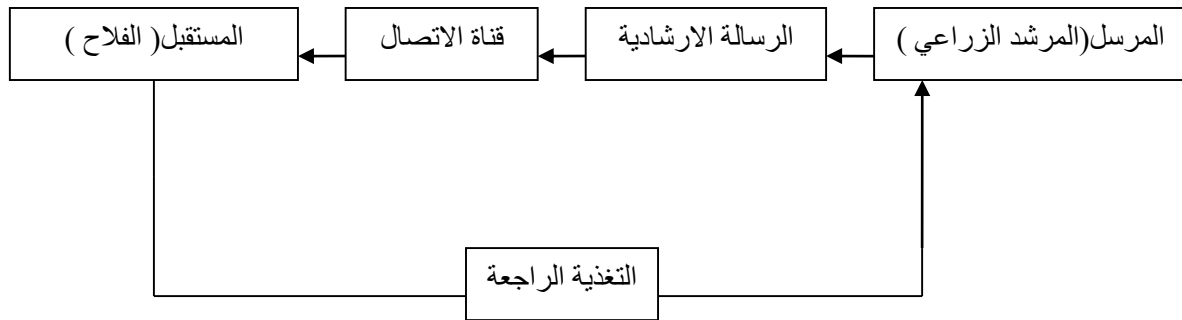 المرسل(المرشد الزراعي )
الرسالة الارشادية
قناة الاتصال
المستقبل( الفلاح )
التغذية الراجعة